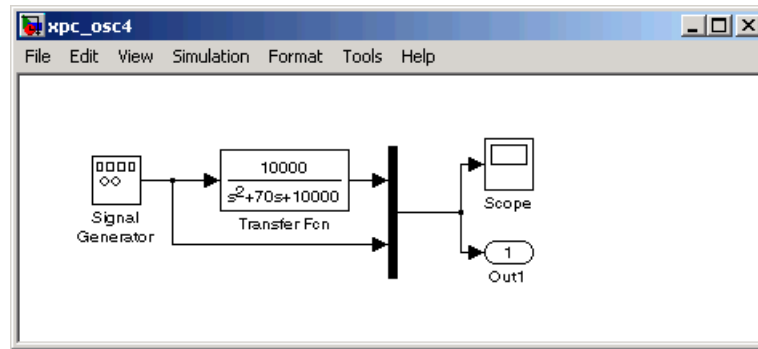 xpc_osc4
File Edit View Simulation Format Tools Help
10000
s²+70s+10000
Transfer Fcn
Signal
Generator
Scope
1
Out1